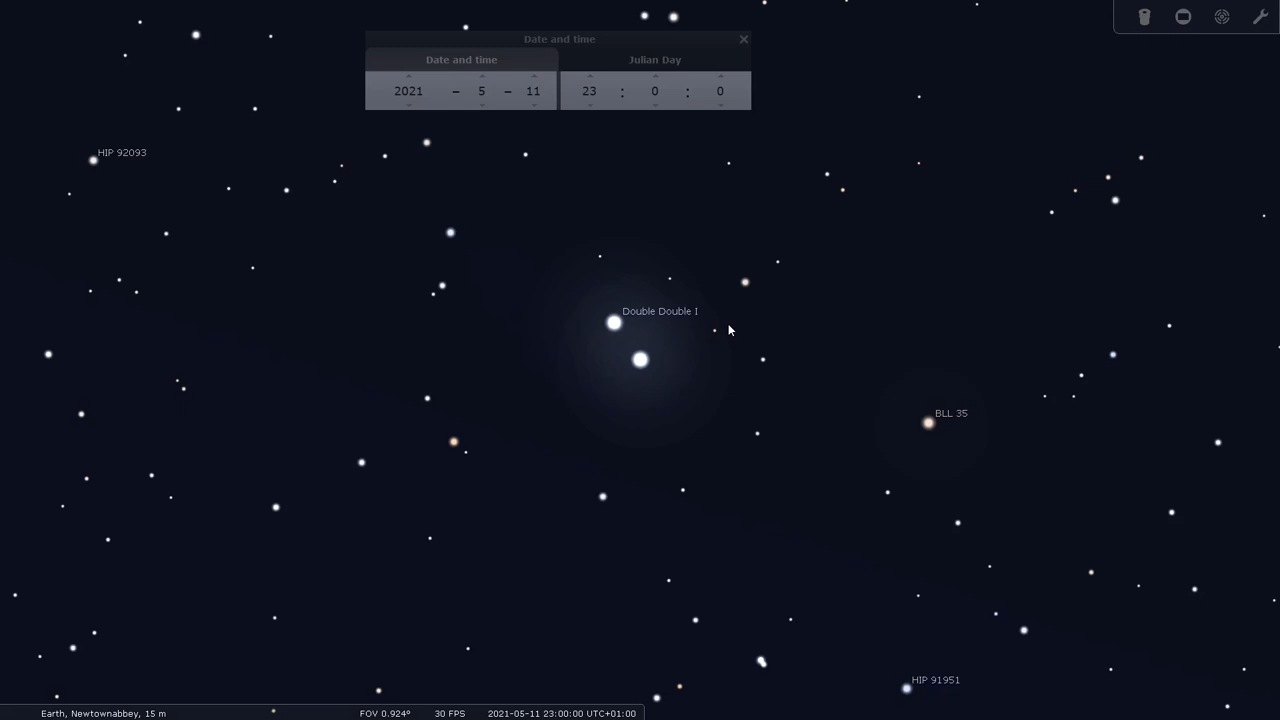 Date and time
Date and time Julian Day
2021 – 5 – 11 23 : 0 : 0
HIP 92093
Double Double I
BLL 35
HIP 91951
Earth, Newtownabbey, 15 m FOV 0.924° 30 FPS 2021-05-11 23:00:00 UTC+01:00